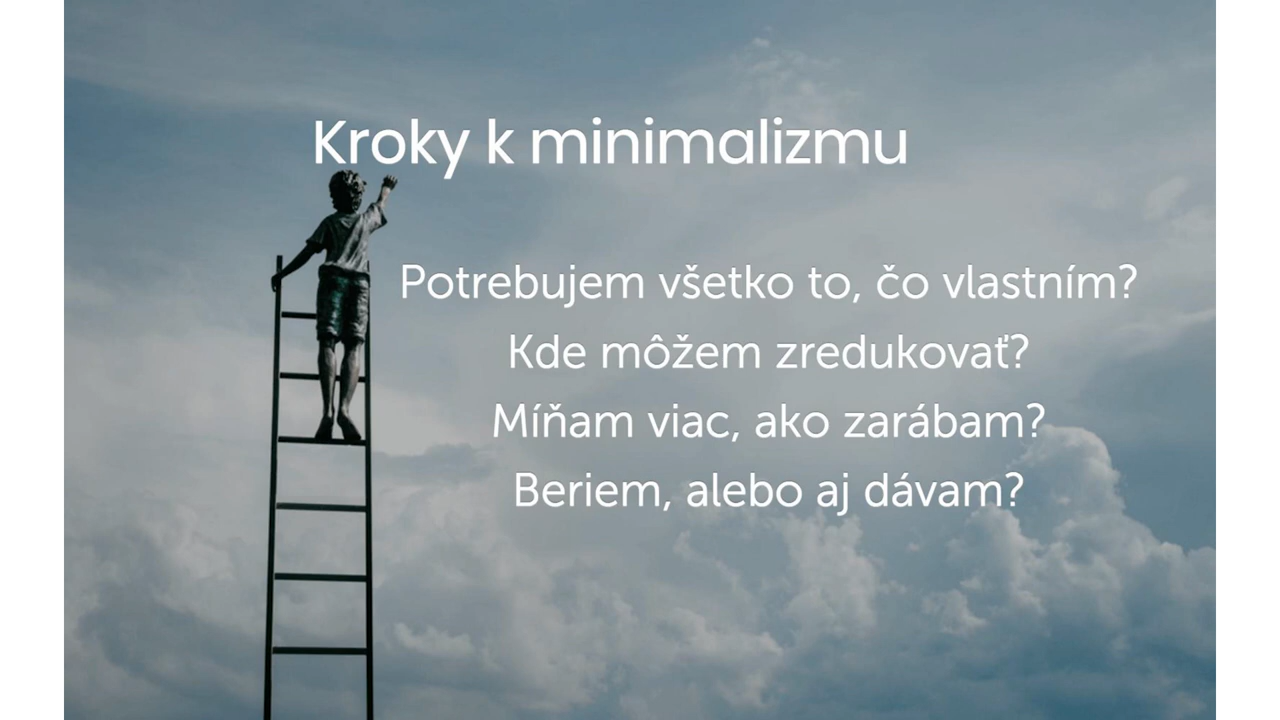 Kroky k minimalizmu
Potrebujem všetko to, čo vlastním?
Kde môžem zredukovať?
Míňam viac, ako zarábam?
Beriem, alebo aj dávam?